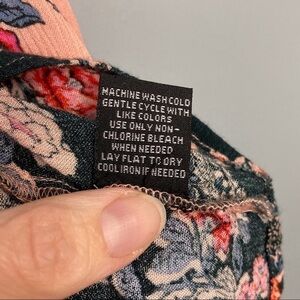 MACHINE WASH COLD
GENTLE CYCLE WITH
LIKE COLORS
USE ONLY NON-
CHLORINE BLEACH
WHEN NEEDED
LAY FLAT TO DRY
COOL IRON IF NEEDED